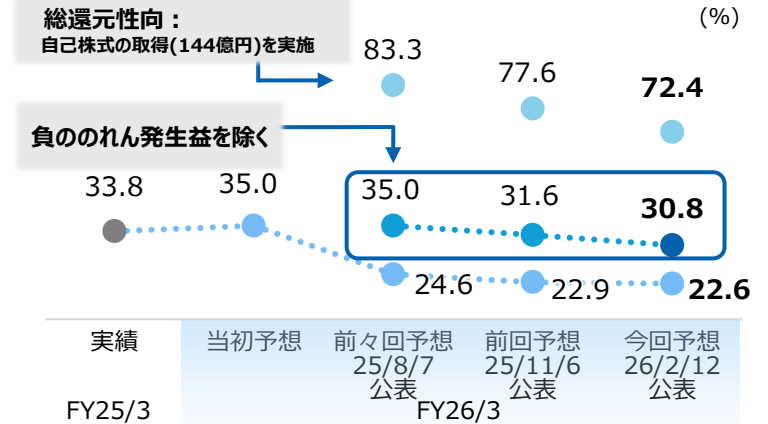 総還元性向：
自己株式の取得(144億円)を実施
(%)
83.3
77.6
72.4
負ののれん発生益を除く
33.8
35.0
35.0
31.6
30.8
24.6
22.9
22.6
実績
当初予想
前々回予想
25/8/7
公表
前回予想
25/11/6
公表
今回予想
26/2/12
公表
FY25/3
FY26/3